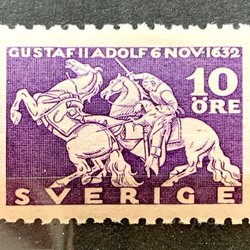 GUSTAF II ADOLF 6 NOV. 1632
10
ÖRE
SVERIGE